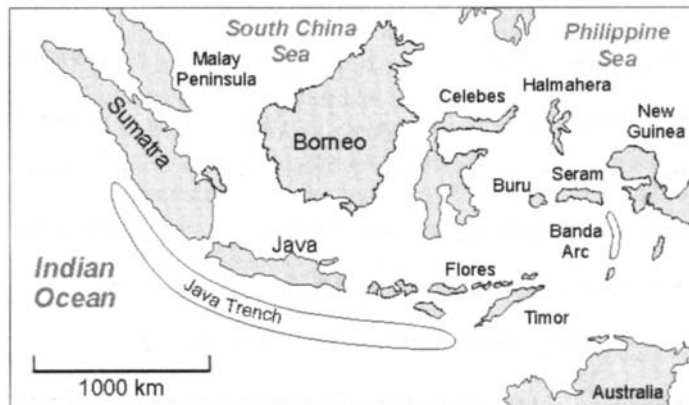 South China
Sea
Philippine
Sea
Malay
Peninsula
Sumatra
Borneo
Celebes
Halmahera
New
Guinea
Buru
Seram
Banda
Arc
Java
Flores
Timor
Java Trench
Indian
Ocean
1000 km
Australia